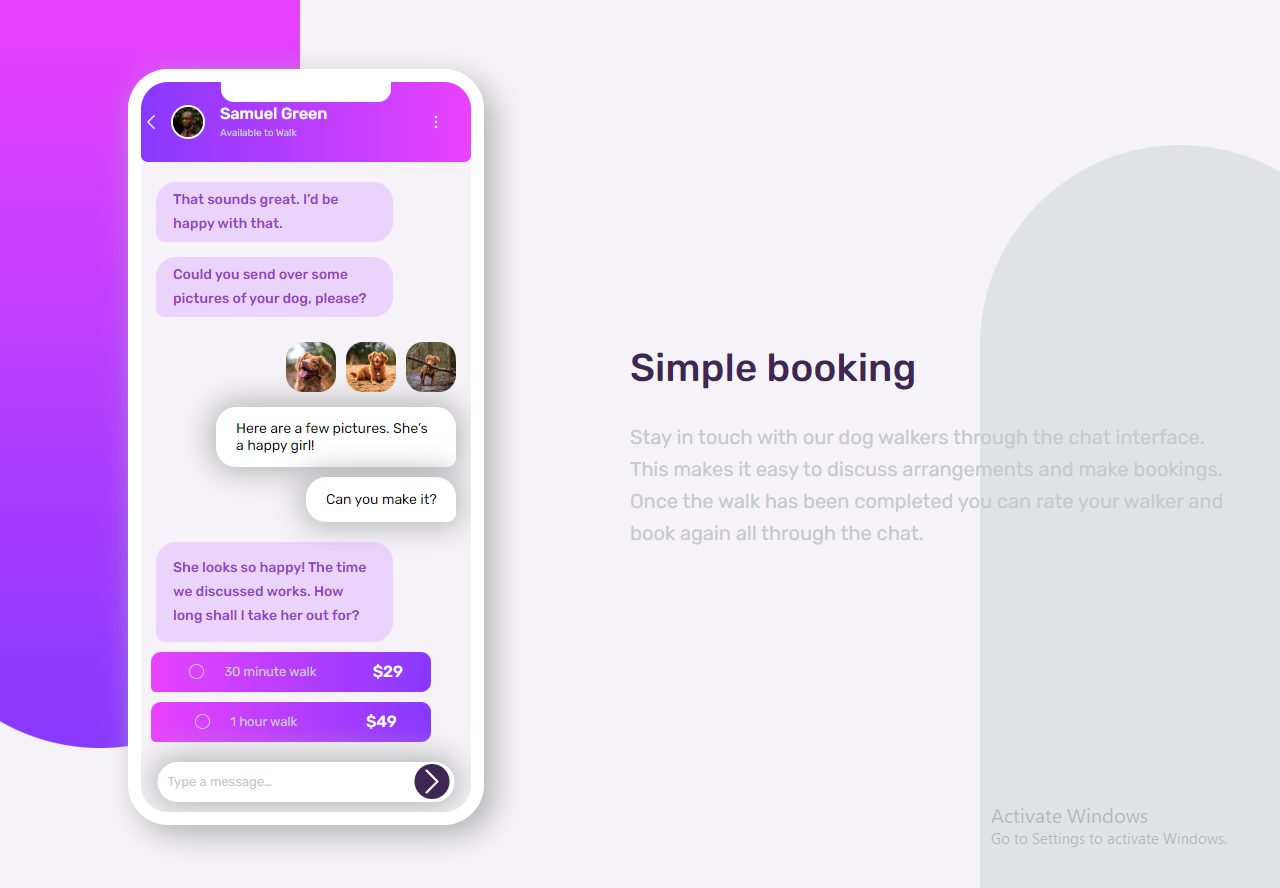 Samuel Green
Available to Walk
That sounds great. I’d be
happy with that.
Could you send over some
pictures of your dog, please?
Here are a few pictures. She’s
a happy girl!
Can you make it?
She looks so happy! The time
we discussed works. How
long shall I take her out for?
30 minute walk $29
1 hour walk $49
Type a message…
Simple booking
Stay in touch with our dog walkers through the chat interface.
This makes it easy to discuss arrangements and make bookings.
Once the walk has been completed you can rate your walker and
book again all through the chat.
Activate Windows
Go to Settings to activate Windows.